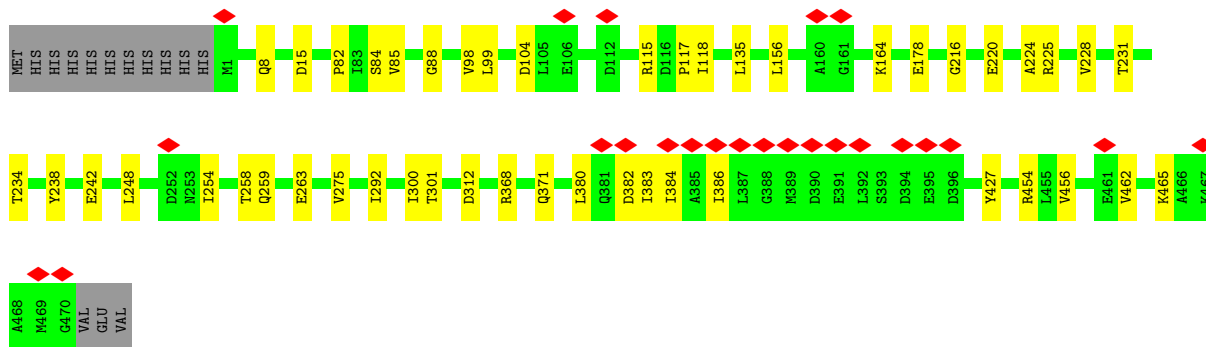 MET HIS HIS HIS HIS HIS HIS HIS HIS HIS HIS M1 Q8 D15 P82 I83 S84 V85 G88 V98 L99 D104 L105 E106 D112 R115 D116 P117 I118 L135 L156 A160 G161 K164 E178 G216 E220 A224 R225 V228 T231
T234 Y238 E242 L248 D252 N253 I254 T258 Q259 E263 V275 I292 I300 T301 D312 R368 Q371 L380 Q381 D382 I383 I384 A385 I386 L387 G388 M389 D390 E391 L392 S393 D394 E395 D396 Y427 R454 L455 V456 E461 V462 K465 A466 K467
A468 M469 G470 VAL GLU VAL